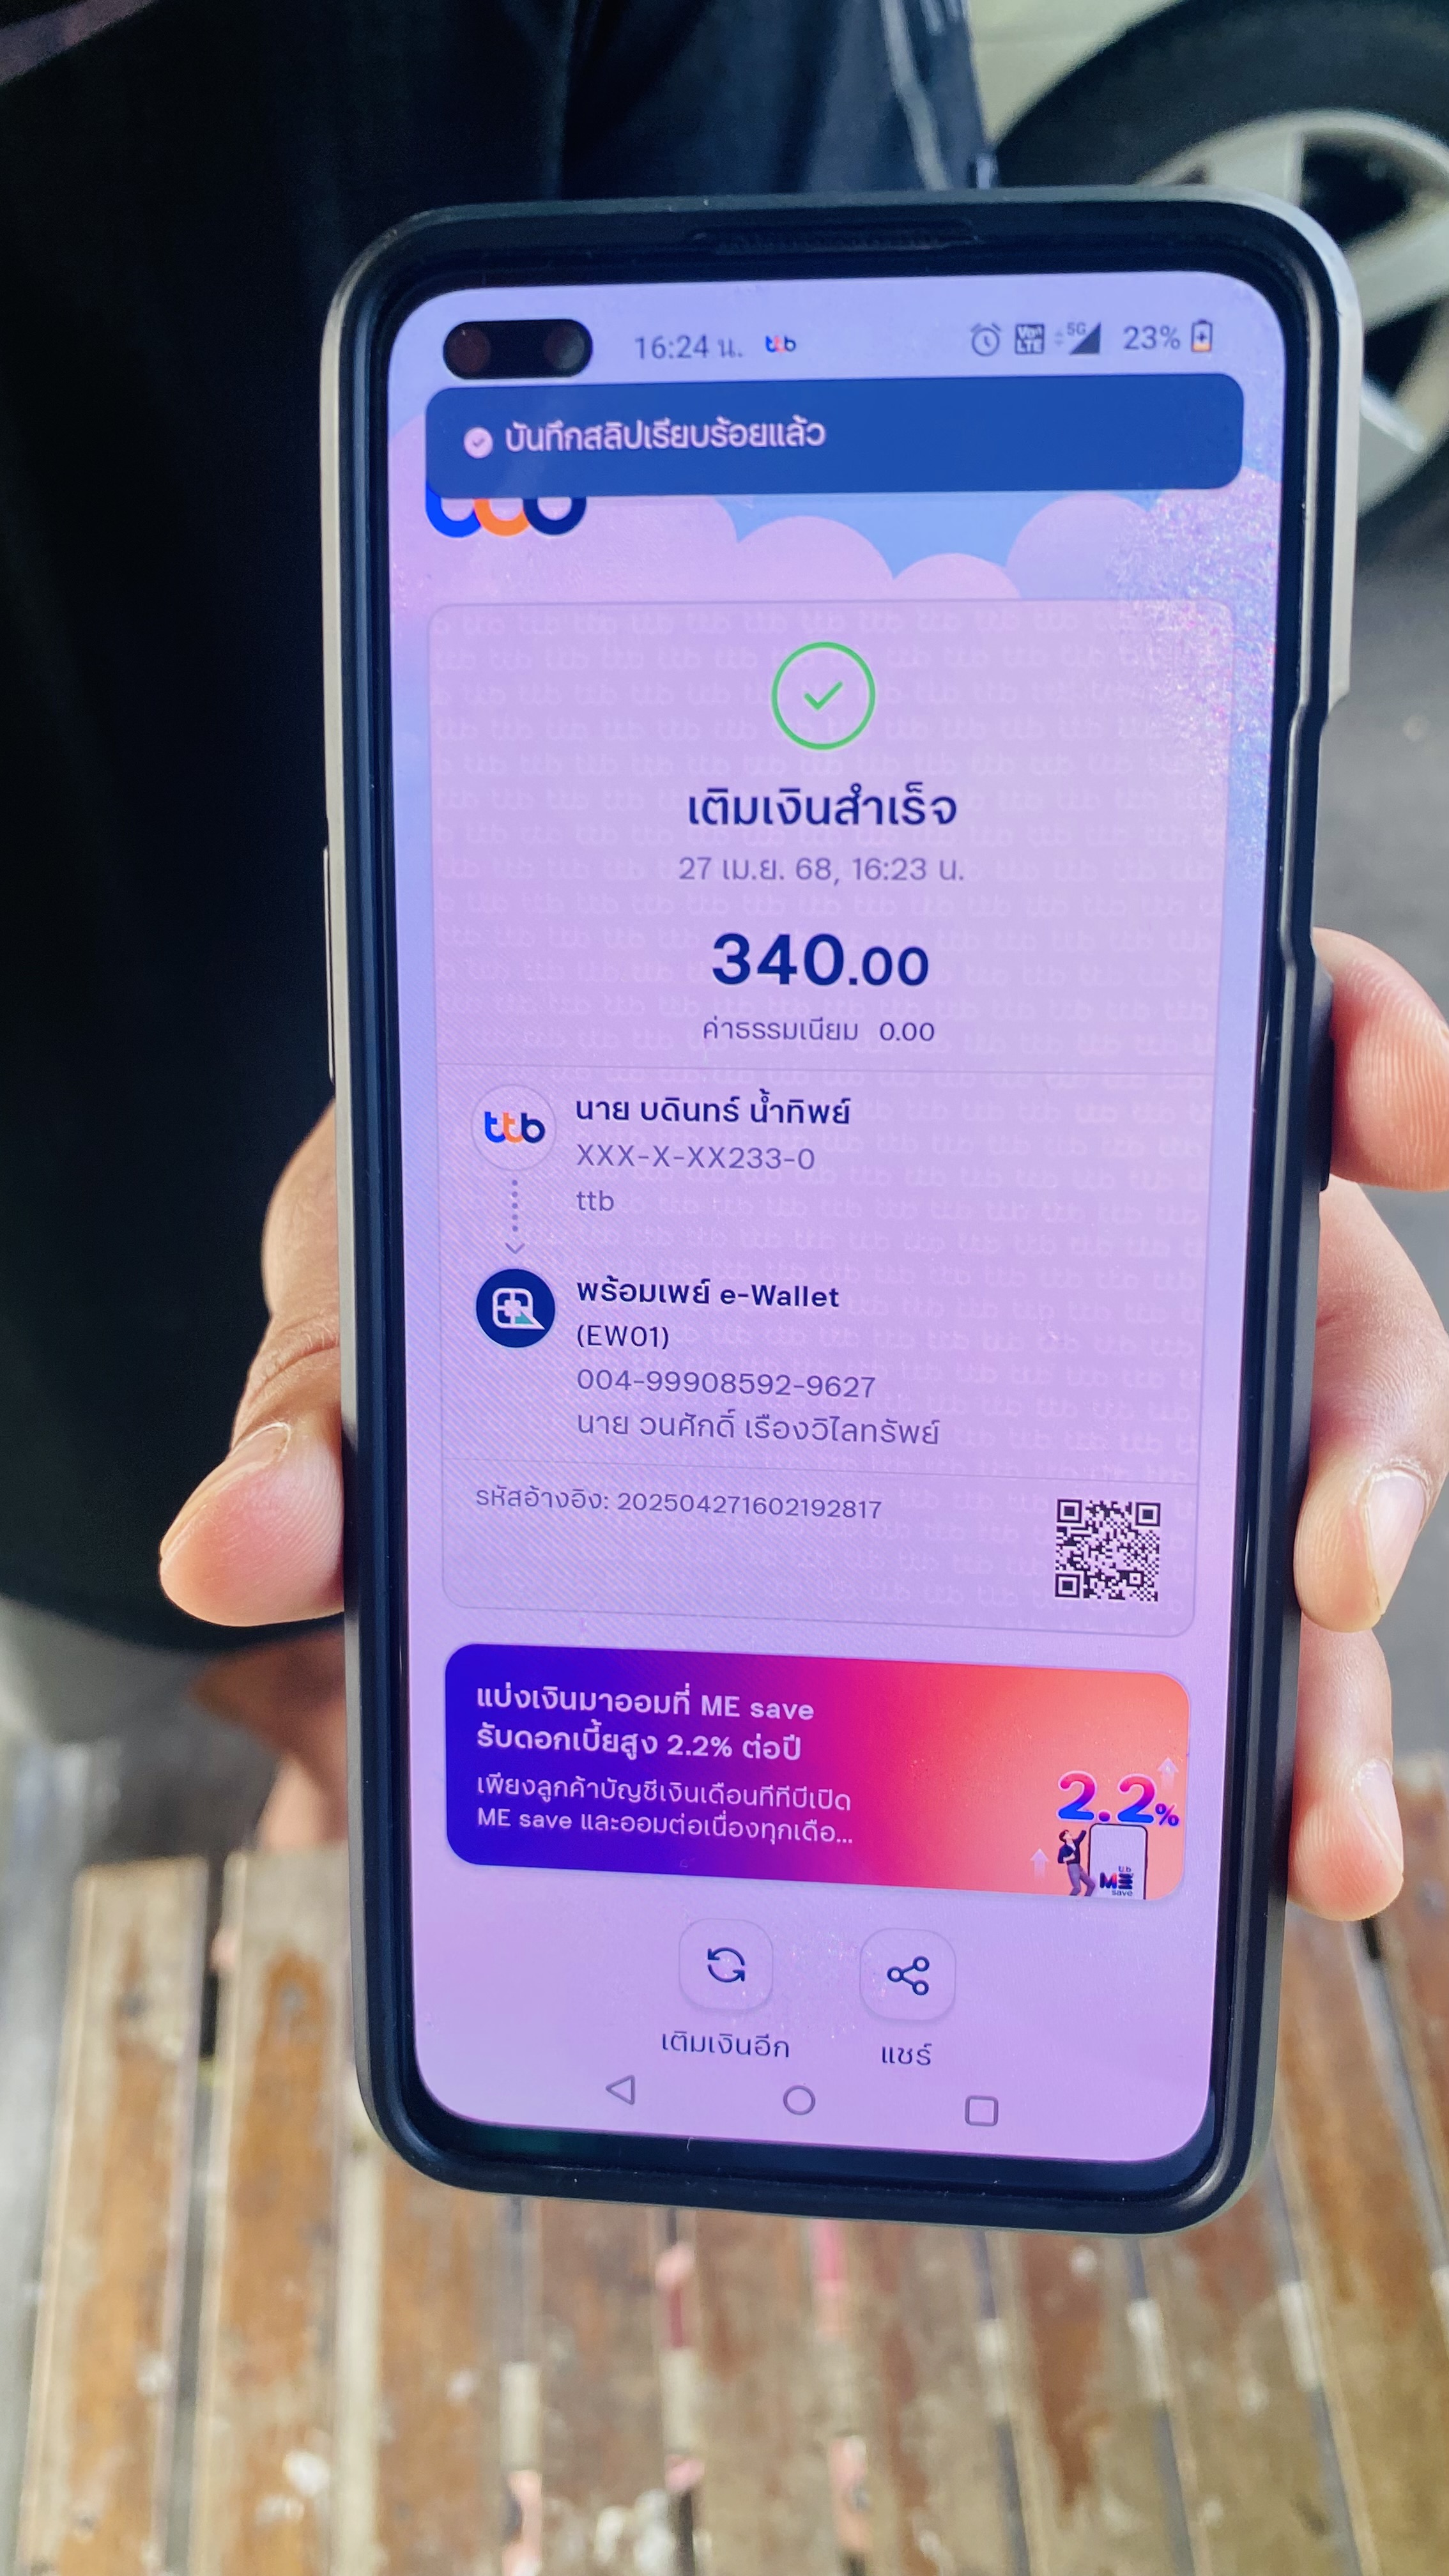 16:24 น. ttb 5G 23%
บันทึกสลิปเรียบร้อยแล้ว
ttb
เติมเงินสำเร็จ
27 เม.ย. 68, 16:23 น.
340.00
ค่าธรรมเนียม 0.00
ttb
นาย บดินทร์ น้ำทิพย์
XXX-X-XX233-0
ttb
พร้อมเพย์ e-Wallet
(EW01)
004-99908592-9627
นาย วนศักดิ์ เรืองวิไลทรัพย์
รหัสอ้างอิง: 202504271602192817
แบ่งเงินมาออมที่ ME save
รับดอกเบี้ยสูง 2.2% ต่อปี
เพียงลูกค้าบัญชีเงินเดือนทีทีบีเปิด
ME save และออมต่อเนื่องทุกเดือ...
2.2%
ttb
ME
save
เติมเงินอีก
แชร์